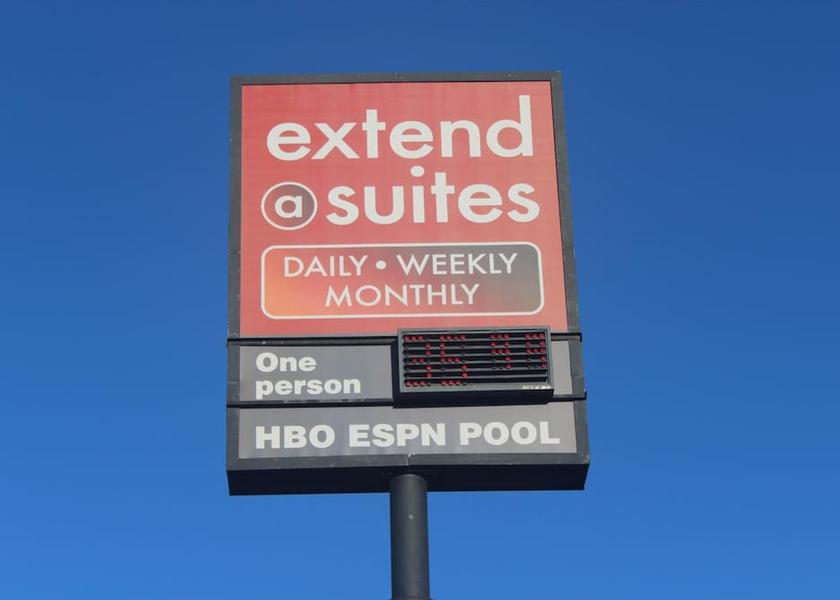 extend
a suites
DAILY • WEEKLY
MONTHLY
One
person
HBO ESPN POOL